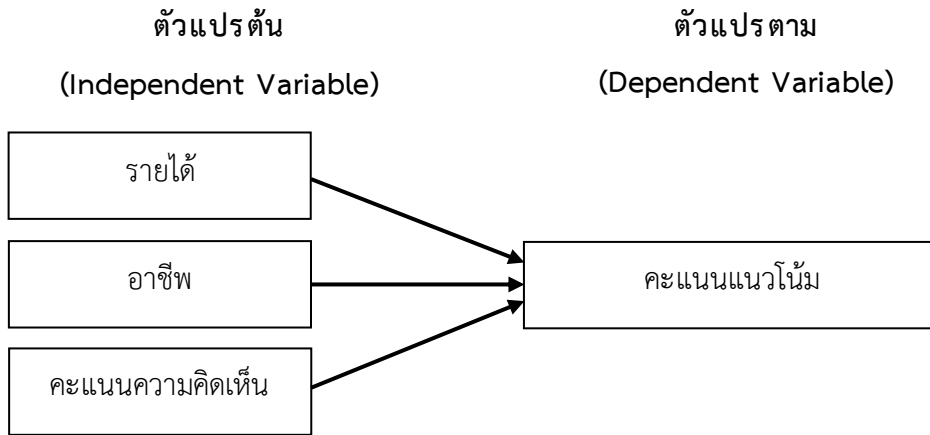 ตัวแปรต้น
(Independent Variable)
รายได้
อาชีพ
คะแนนความคิดเห็น
ตัวแปรตาม
(Dependent Variable)
คะแนนแนวโน้ม